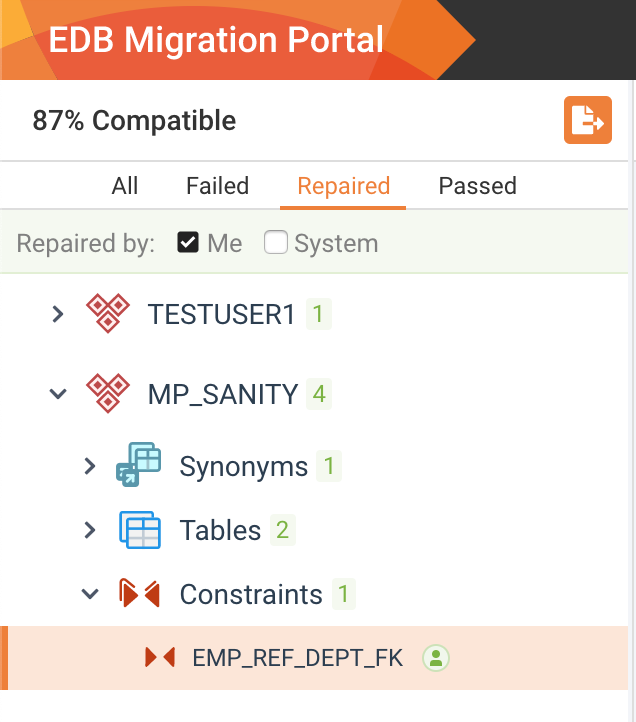 EDB Migration Portal
87% Compatible
All Failed Repaired Passed
Repaired by: Me System
TESTUSER1 1
MP_SANITY 4
Synonyms 1
Tables 2
Constraints 1
EMP_REF_DEPT_FK